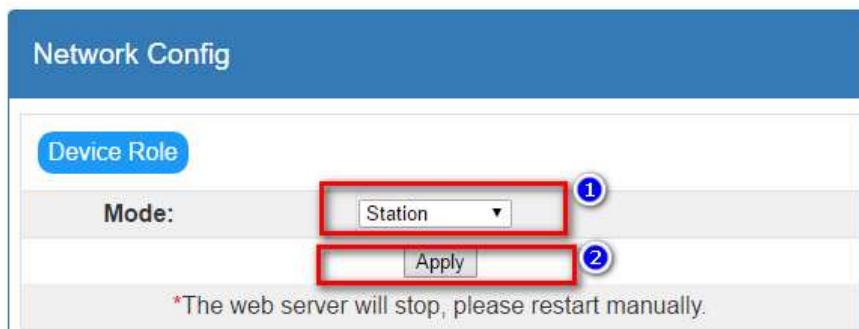 Network Config
Device Role
Mode: Station 1
Apply 2
*The web server will stop, please restart manually.